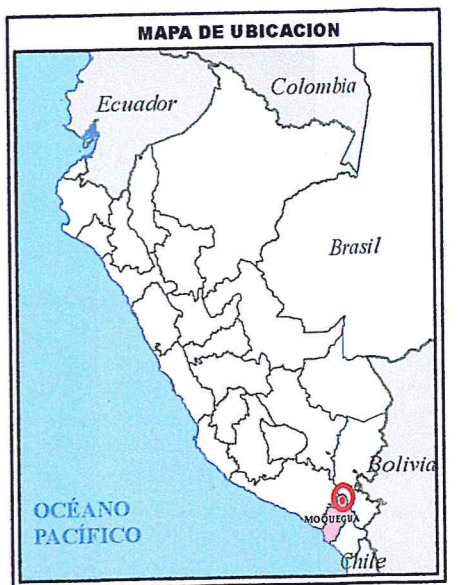 MAPA DE UBICACION
Colombia
Ecuador
Brasil
Bolivia
MOQUEGUA
OCÉANO
PACÍFICO
Chile